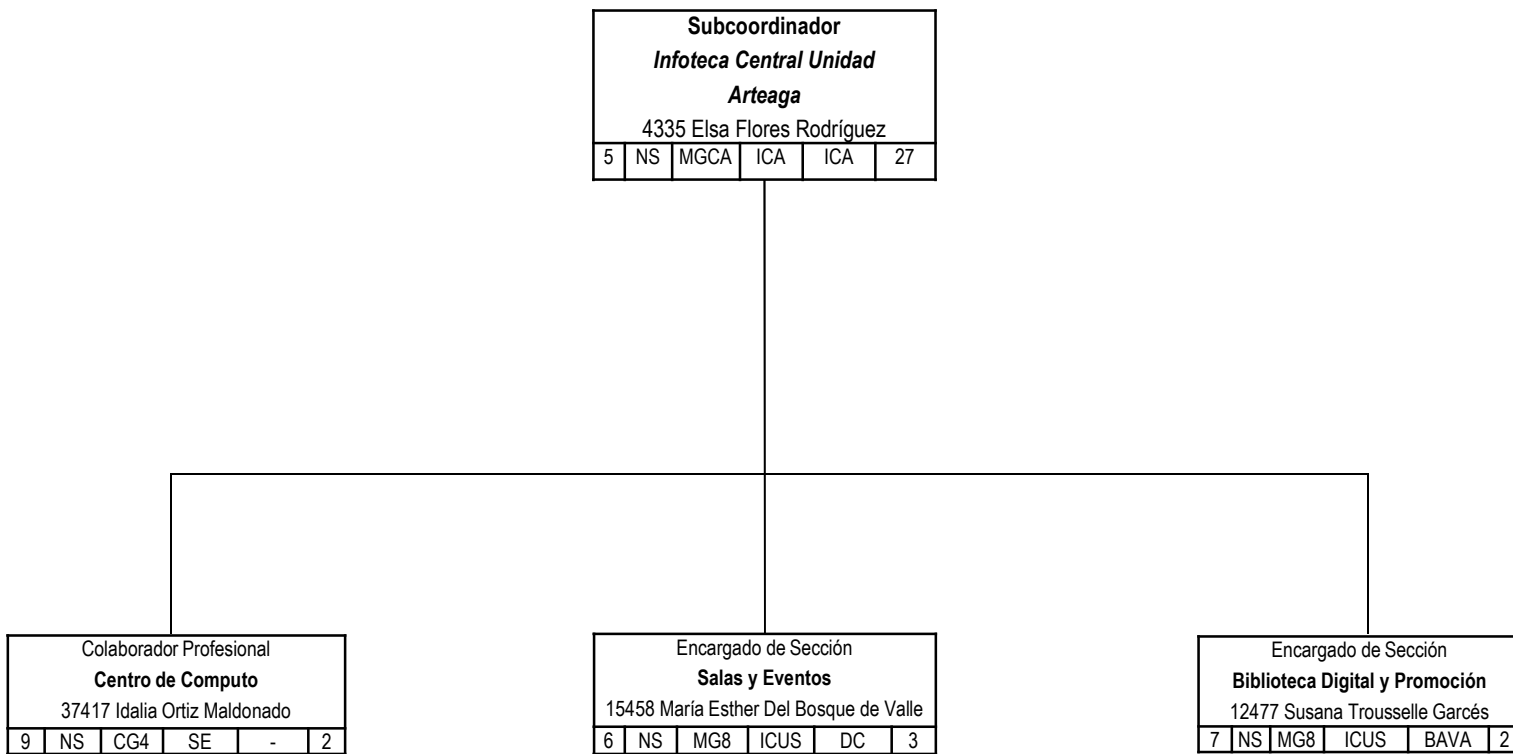 Subcoordinador
Infoteca Central Unidad
Arteaga
4335 Elsa Flores Rodríguez
5 NS MGCA ICA ICA 27
Colaborador Profesional
Centro de Computo
37417 Idalia Ortiz Maldonado
9 NS CG4 SE - 2
Encargado de Sección
Salas y Eventos
15458 María Esther Del Bosque de Valle
6 NS MG8 ICUS DC 3
Encargado de Sección
Biblioteca Digital y Promoción
12477 Susana Trousselle Garcés
7 NS MG8 ICUS BAVA 2